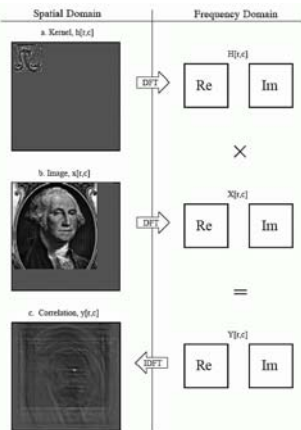 Spatial Domain
Frequency Domain
a. Kernel, h[r,c]
H[r,c]
DFT
Re
Im
×
b. Image, x[r,c]
X[r,c]
DFT
Re
Im
=
c. Correlation, y[r,c]
Y[r,c]
IDFT
Re
Im